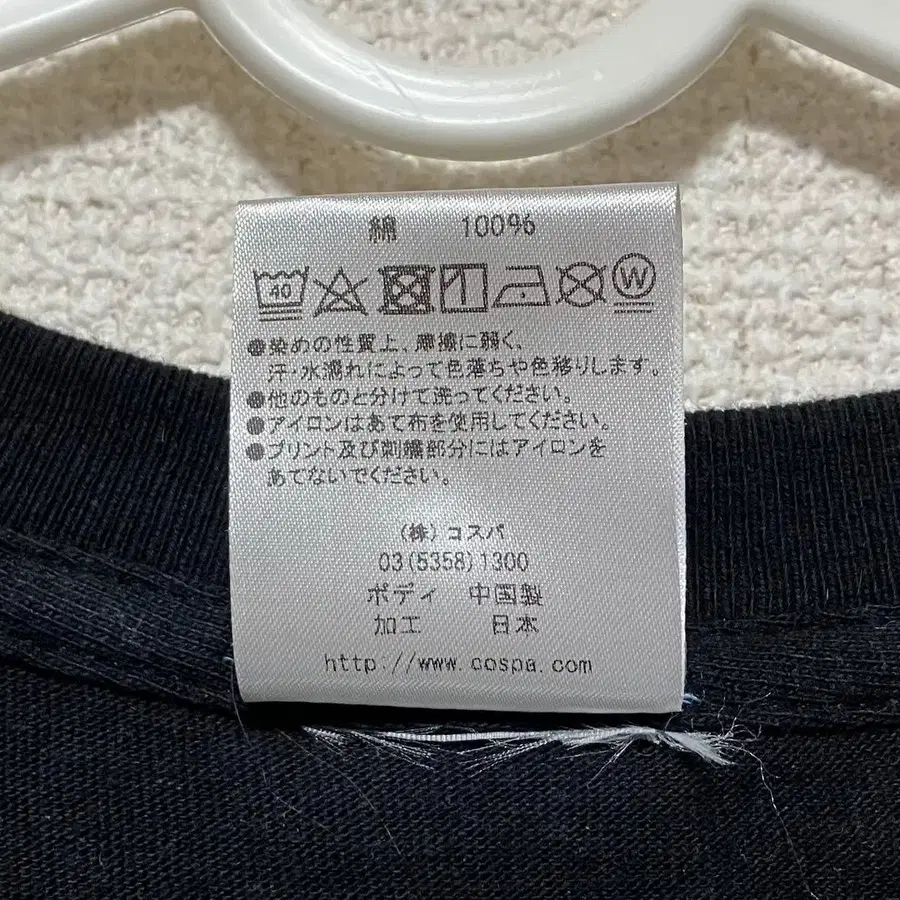 綿 100%
40 W
●染めの性質上、摩擦に弱く、
汗・水濡れによって色落ちや色移りします。
●他のものと分けて洗ってください。
●アイロンはあて布を使用してください。
●プリント及び刺繍部分にはアイロンを
あてないでください。
(株)コスパ
03(5358)1300
ボディ 中国製
加工 日本
http://www.cospa.com